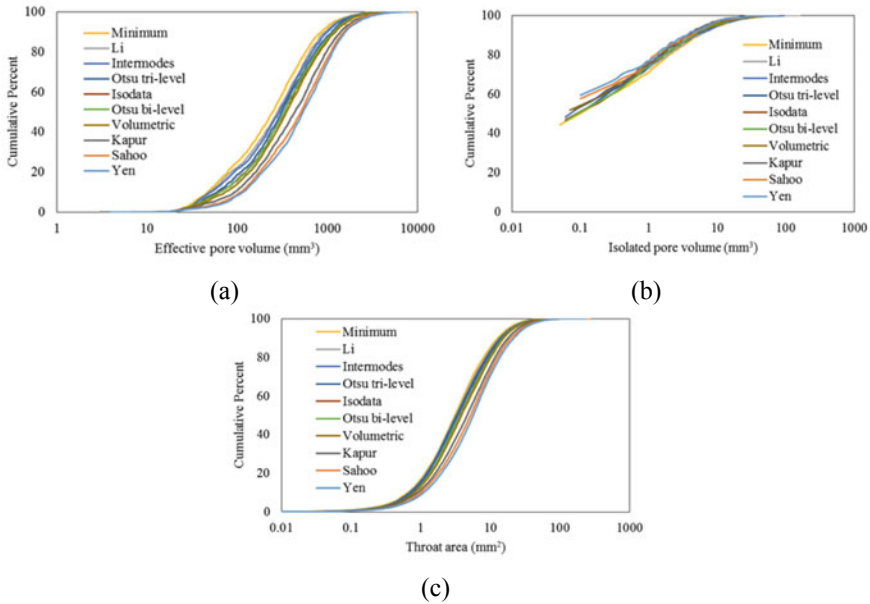 100
80
60
40
20
0
Cumulative Percent
Minimum
Li
Intermodes
Otsu tri-level
Isodata
Otsu bi-level
Volumetric
Kapur
Sahoo
Yen
1 10 100 1000 10000
Effective pore volume (mm³)
(a)
100
80
60
40
20
0
Cumulative Percent
Minimum
Li
Intermodes
Otsu tri-level
Isodata
Otsu bi-level
Volumetric
Kapur
Sahoo
Yen
0.01 0.1 1 10 100 1000
Isolated pore volume (mm³)
(b)
100
80
60
40
20
0
Cumulative Percent
Minimum
Li
Intermodes
Otsu tri-level
Isodata
Otsu bi-level
Volumetric
Kapur
Sahoo
Yen
0.01 0.1 1 10 100 1000
Throat area (mm²)
(c)